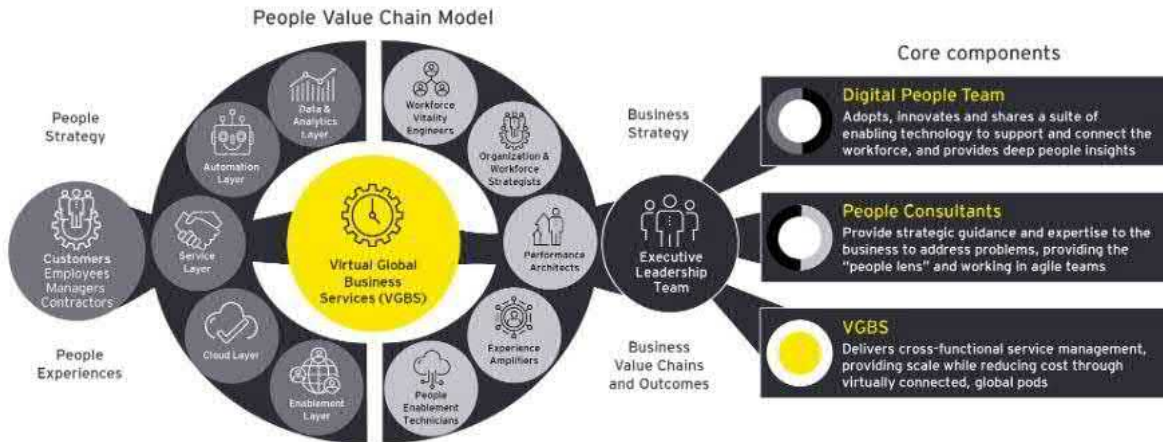 People Value Chain Model
People
Strategy
Customers
Employees
Managers
Contractors
People
Experiences
Data &
Analytics
Layer
Automation
Layer
Service
Layer
Cloud Layer
Enablement
Layer
Virtual Global
Business
Services (VGBS)
Workforce
Vitality
Engineers
Organization &
Workforce
Strategists
Performance
Architects
Experience
Amplifiers
People
Enablement
Technicians
Business
Strategy
Executive
Leadership
Team
Business
Value Chains
and Outcomes
Core components
Digital People Team
Adopts, innovates and shares a suite of
enabling technology to support and connect the
workforce, and provides deep people insights
People Consultants
Provide strategic guidance and expertise to the
business to address problems, providing the
"people lens" and working in agile teams
VGBS
Delivers cross-functional service management,
providing scale while reducing cost through
virtually connected, global pods